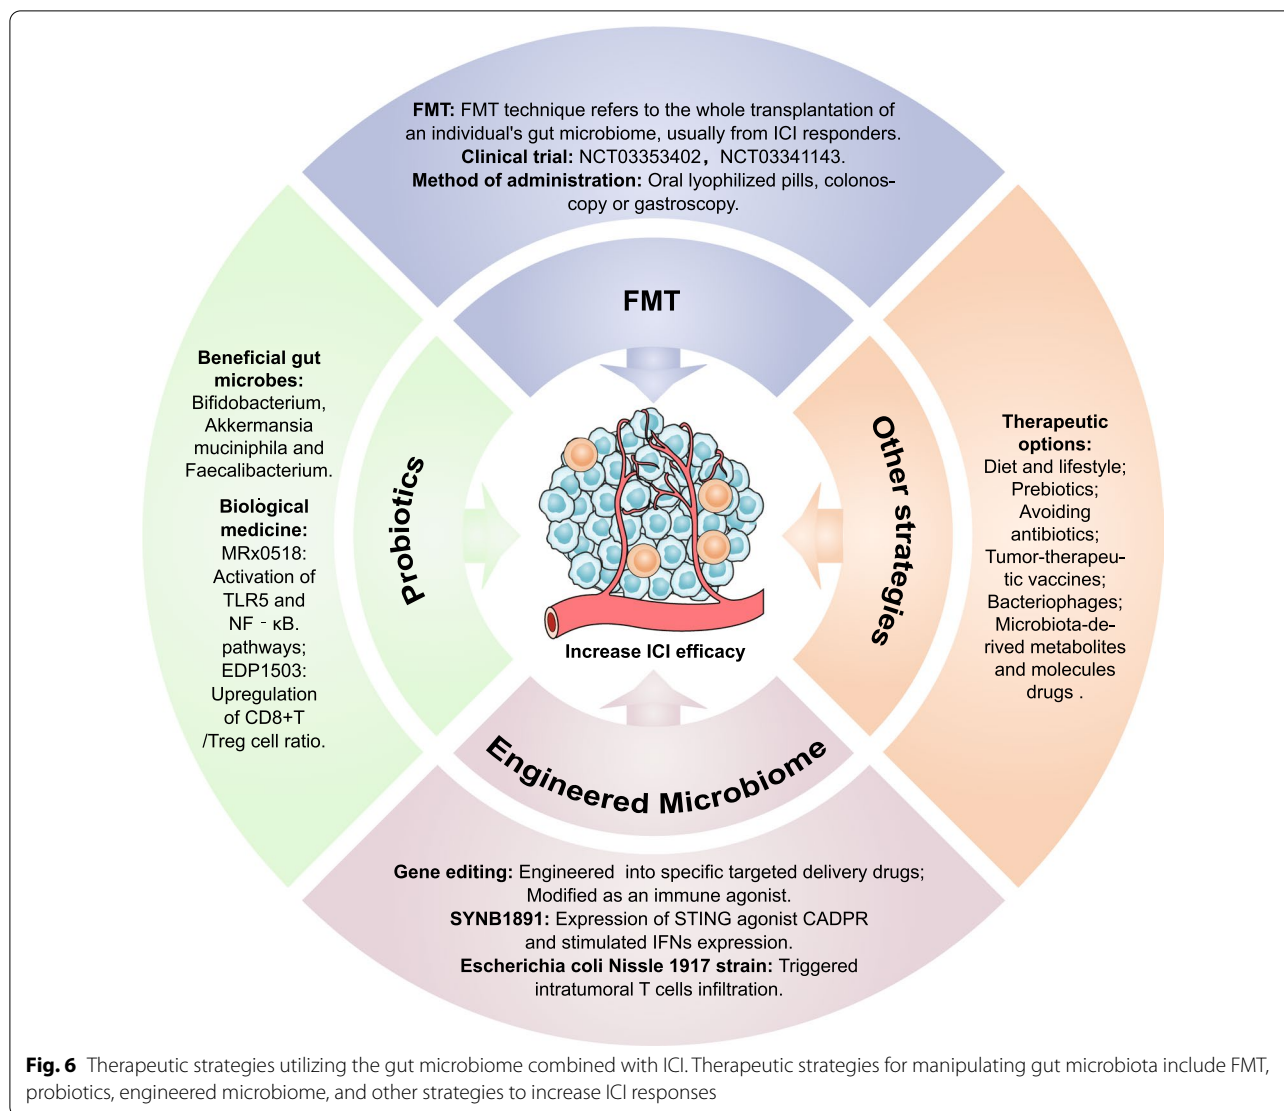 FMT: FMT technique refers to the whole transplantation of
an individual's gut microbiome, usually from ICI responders.
Clinical trial: NCT03353402，NCT03341143.
Method of administration: Oral lyophilized pills, colonos-
copy or gastroscopy.
FMT
Beneficial gut
microbes:
Bifidobacterium,
Akkermansia
muciniphila and
Faecalibacterium.
Biological
medicine:
MRx0518:
Activation of
TLR5 and
NF‐κB.
pathways;
EDP1503:
Upregulation
of CD8+T
/Treg cell ratio.
Probiotics
Increase ICI efficacy
Other strategies
Therapeutic
options:
Diet and lifestyle;
Prebiotics;
Avoiding
antibiotics;
Tumor-therapeu-
tic vaccines;
Bacteriophages;
Microbiota-de-
rived metabolites
and molecules
drugs .
Engineered Microbiome
Gene editing: Engineered  into specific targeted delivery drugs;
Modified as an immune agonist.
SYNB1891: Expression of STING agonist CADPR
and stimulated IFNs expression.
Escherichia coli Nissle 1917 strain: Triggered
intratumoral T cells infiltration.
Fig. 6 Therapeutic strategies utilizing the gut microbiome combined with ICI. Therapeutic strategies for manipulating gut microbiota include FMT,
probiotics, engineered microbiome, and other strategies to increase ICI responses